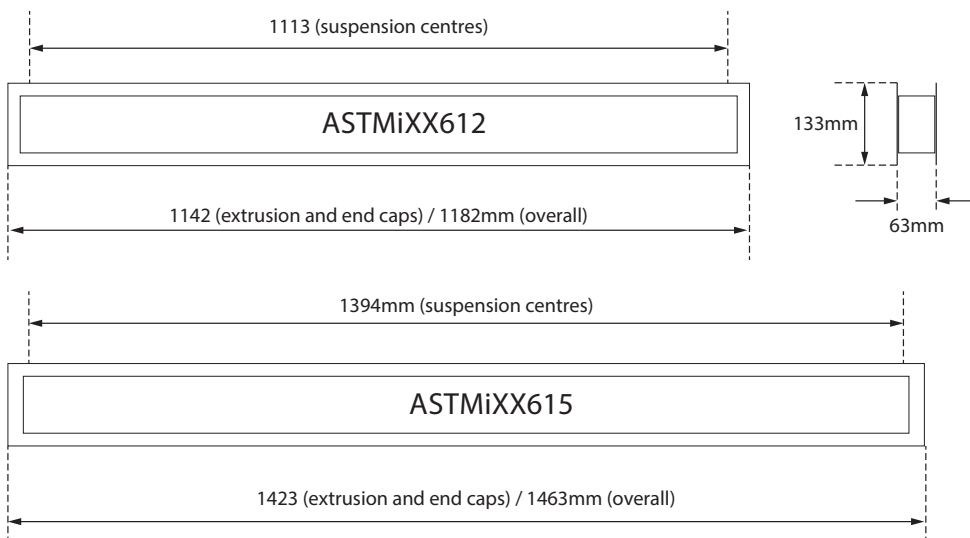 1113 (suspension centres)
ASTMiXX612
133mm
1142 (extrusion and end caps) / 1182mm (overall)
63mm
1394mm (suspension centres)
ASTMiXX615
1423 (extrusion and end caps) / 1463mm (overall)